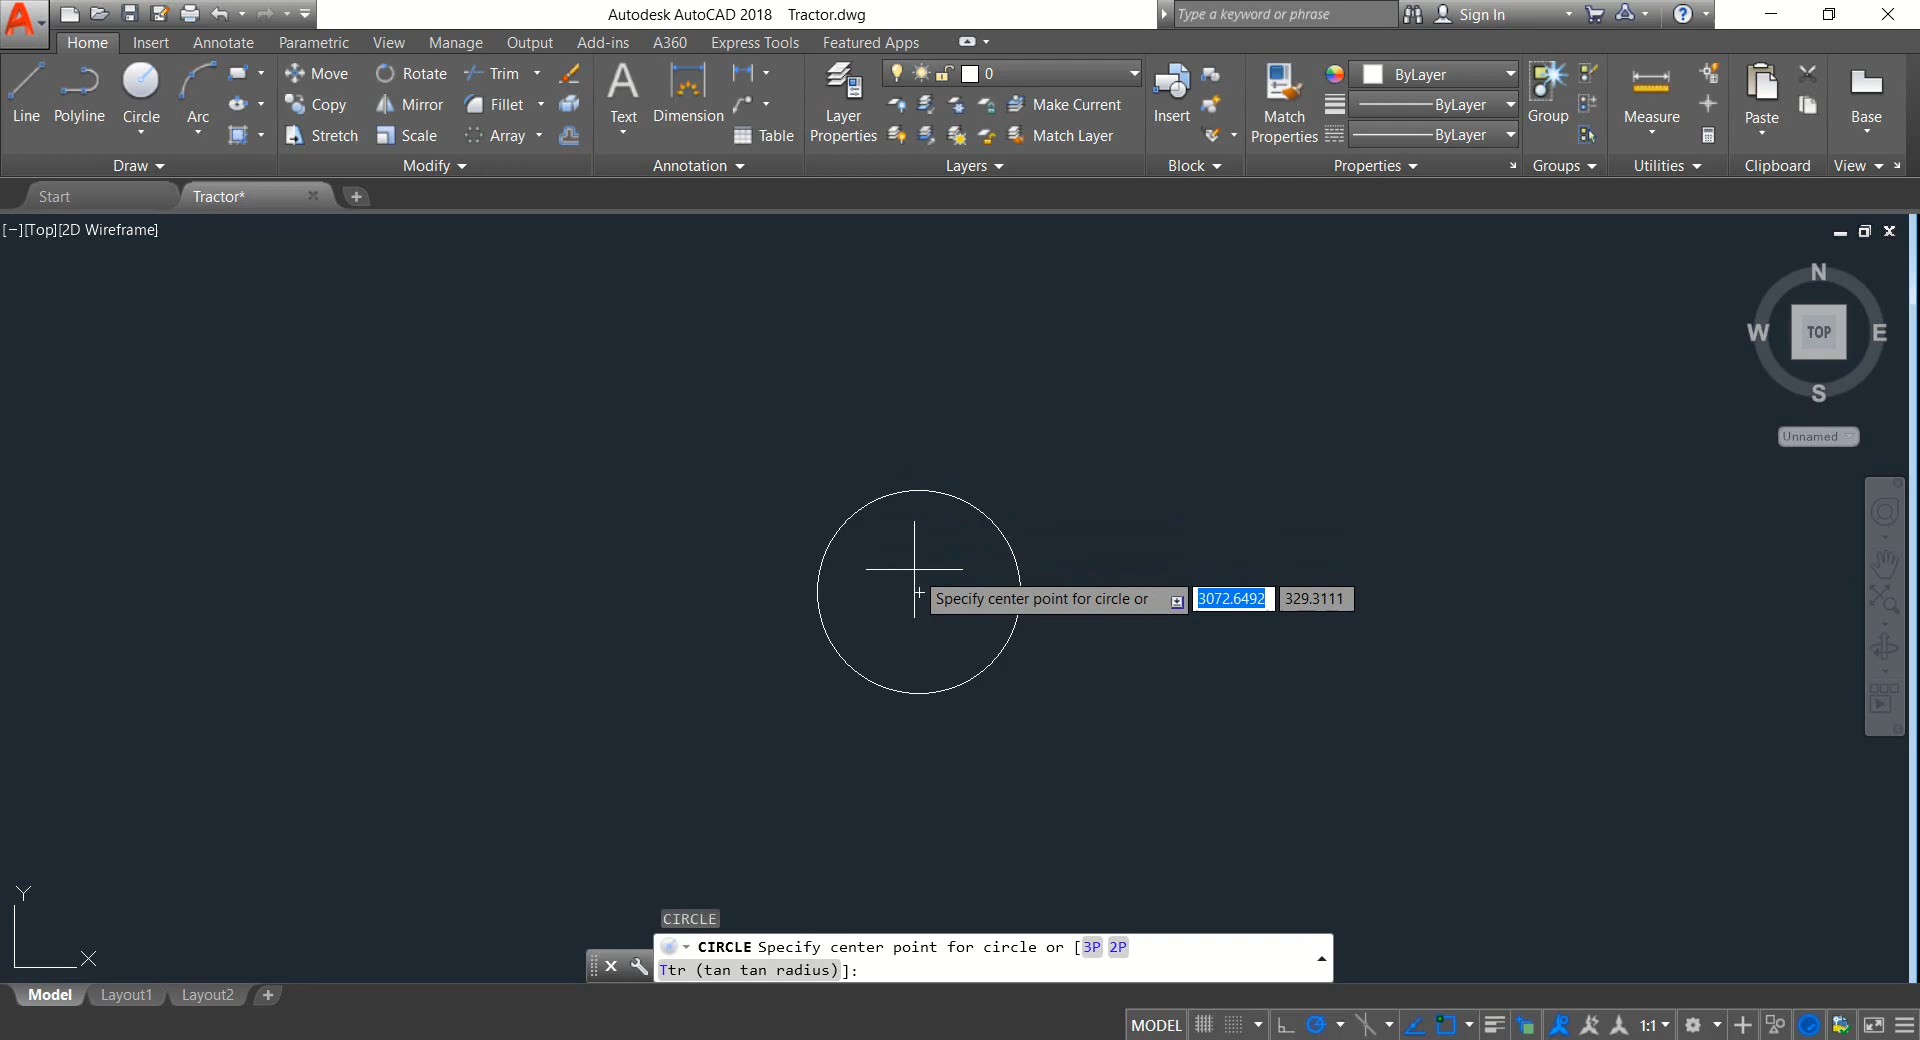 Autodesk AutoCAD 2018 Tractor.dwg
Type a keyword or phrase
Sign In
Home Insert Annotate Parametric View Manage Output Add-ins A360 Express Tools Featured Apps
Line Polyline Circle Arc
Move Rotate Trim
Copy Mirror Fillet
Stretch Scale Array
Text Dimension Table
Layer Properties
0
Make Current
Match Layer
Insert
Match Properties
ByLayer
ByLayer
ByLayer
Group
Measure
Paste
Base
Draw Modify Annotation Layers Block Properties Groups Utilities Clipboard View
Start Tractor*
[−][Top][2D Wireframe]
N
W TOP E
S
Unnamed
Specify center point for circle or 3072.6492 329.3111
Y
X
CIRCLE
CIRCLE Specify center point for circle or [3P 2P
Ttr (tan tan radius)]:
Model Layout1 Layout2
MODEL 1:1